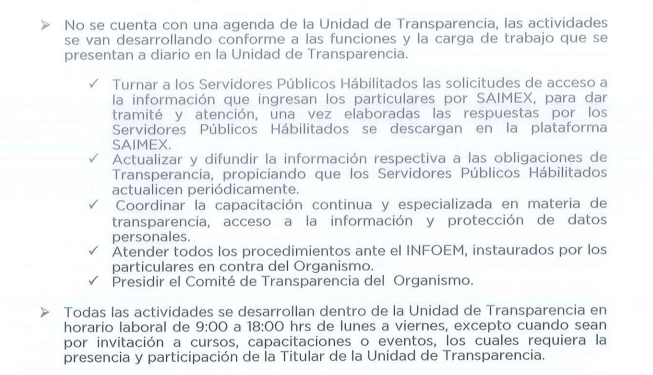 ➢ No se cuenta con una agenda de la Unidad de Transparencia, las actividades
se van desarrollando conforme a las funciones y la carga de trabajo que se
presentan a diario en la Unidad de Transparencia.
✓ Turnar a los Servidores Públicos Hábilitados las solicitudes de acceso a
la información que ingresan los particulares por SAIMEX, para dar
tramité y atención, una vez elaboradas las respuestas por los
Servidores Públicos Hábilitados se descargan en la plataforma
SAIMEX.
✓ Actualizar y difundir la información respectiva a las obligaciones de
Transperancia, propiciando que los Servidores Públicos Hábilitados
actualicen periódicamente.
✓ Coordinar la capacitación continua y especializada en materia de
transparencia, acceso a la información y protección de datos
personales.
✓ Atender todos los procedimientos ante el INFOEM, instaurados por los
particulares en contra del Organismo.
✓ Presidir el Comité de Transparencia del Organismo.
➢ Todas las actividades se desarrollan dentro de la Unidad de Transparencia en
horario laboral de 9:00 a 18:00 hrs de lunes a viernes, excepto cuando sean
por invitación a cursos, capacitaciones o eventos, los cuales requiera la
presencia y participación de la Titular de la Unidad de Transparencia.